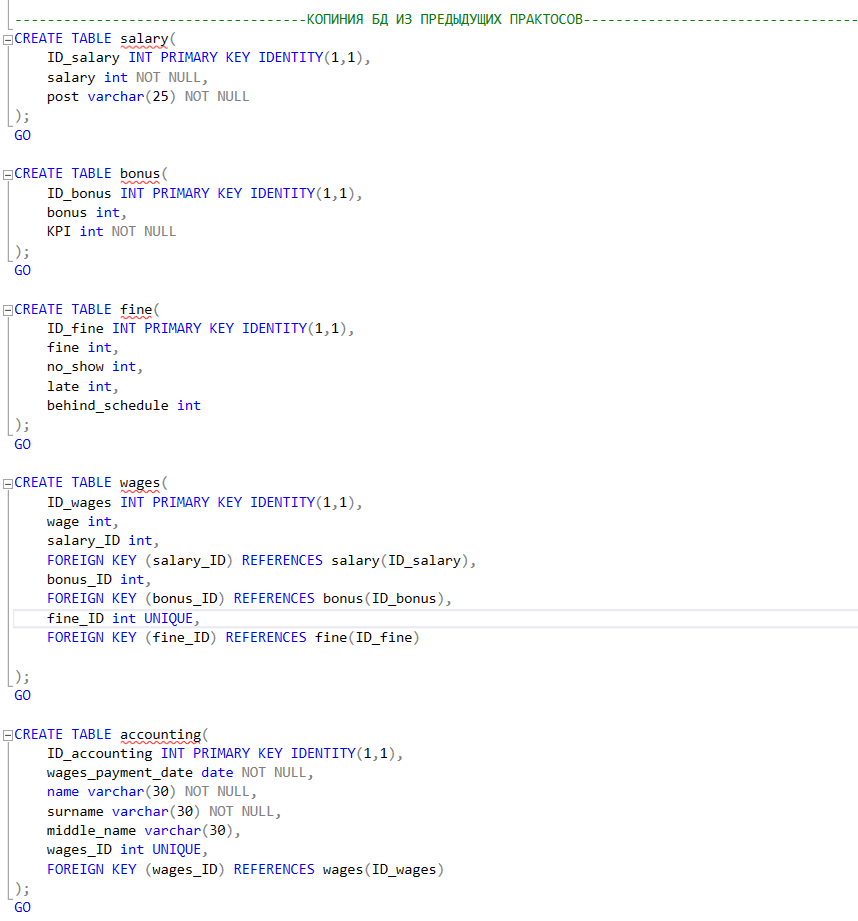 ----------------------------------КОПИНИЯ БД ИЗ ПРЕДЫДУЩИХ ПРАКТОСОВ----------------------------------
CREATE TABLE salary(
ID_salary INT PRIMARY KEY IDENTITY(1,1),
salary int NOT NULL,
post varchar(25) NOT NULL
);
GO
CREATE TABLE bonus(
ID_bonus INT PRIMARY KEY IDENTITY(1,1),
bonus int,
KPI int NOT NULL
);
GO
CREATE TABLE fine(
ID_fine INT PRIMARY KEY IDENTITY(1,1),
fine int,
no_show int,
late int,
behind_schedule int
);
GO
CREATE TABLE wages(
ID_wages INT PRIMARY KEY IDENTITY(1,1),
wage int,
salary_ID int,
FOREIGN KEY (salary_ID) REFERENCES salary(ID_salary),
bonus_ID int,
FOREIGN KEY (bonus_ID) REFERENCES bonus(ID_bonus),
fine_ID int UNIQUE,
FOREIGN KEY (fine_ID) REFERENCES fine(ID_fine)
);
GO
CREATE TABLE accounting(
ID_accounting INT PRIMARY KEY IDENTITY(1,1),
wages_payment_date date NOT NULL,
name varchar(30) NOT NULL,
surname varchar(30) NOT NULL,
middle_name varchar(30),
wages_ID int UNIQUE,
FOREIGN KEY (wages_ID) REFERENCES wages(ID_wages)
);
GO